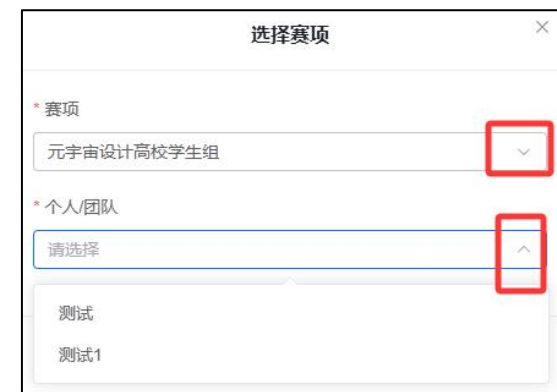 选择赛项
* 赛项
元宇宙设计高校学生组
* 个人/团队
请选择
测试
测试1